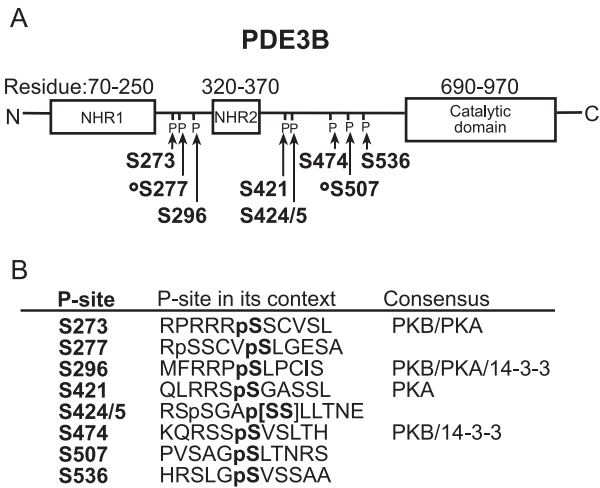 A
PDE3B
Residue:70-250 320-370 690-970
N NHR1 NHR2 Catalytic domain C
P P P P P P P P
S273 S474 S536
°S277 S421 °S507
S296 S424/5
B
P-site P-site in its context Consensus
S273 RPRRRpSSCVSL PKB/PKA
S277 RpSSCVpSLGESA
S296 MFRRPpSLPCIS PKB/PKA/14-3-3
S421 QLRRSpSGASSL PKA
S424/5 RSpSGAp[SS]LLTNE
S474 KQRSSpSVSLTH PKB/14-3-3
S507 PVSAGpSLTNRS
S536 HRSLGpSVSSAA